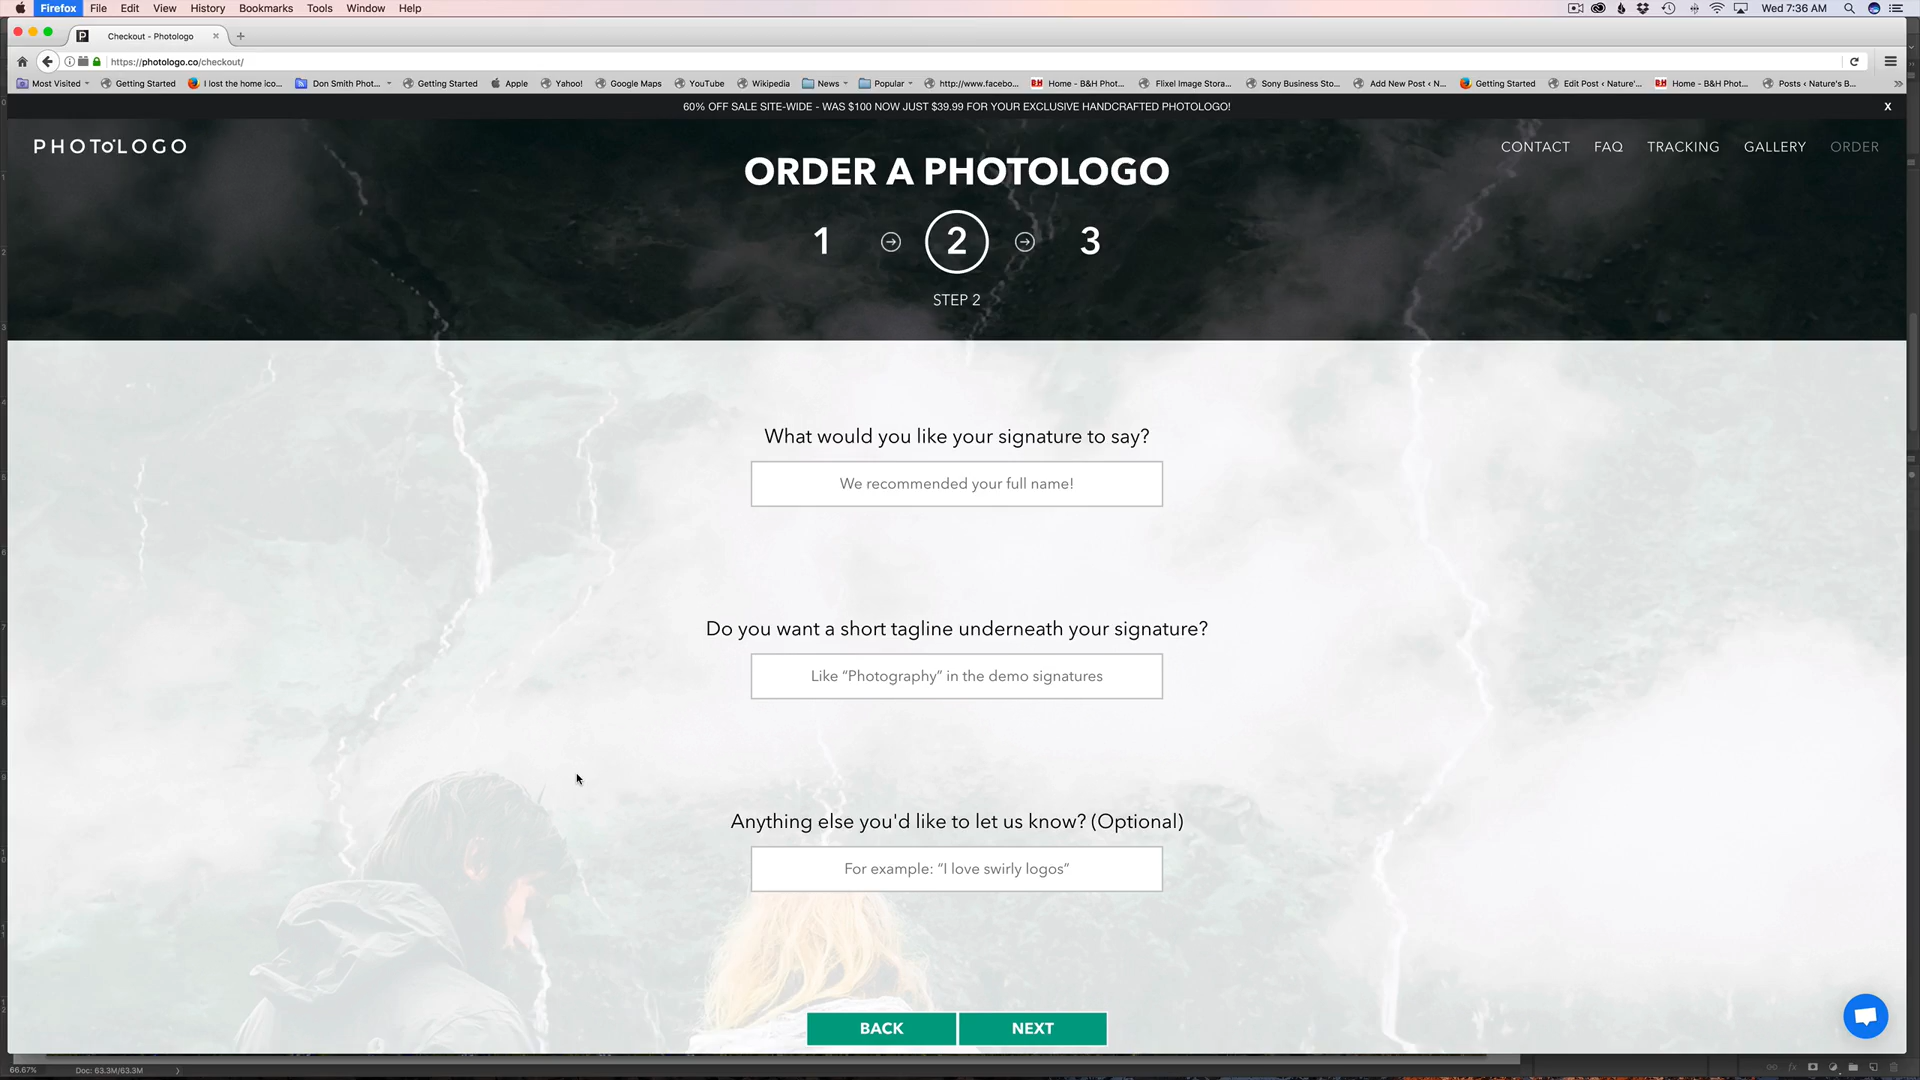 Firefox File Edit View History Bookmarks Tools Window Help Wed 7:36 AM
Checkout - Photologo
https://photologo.co/checkout/
Most Visited Getting Started I lost the home ico... Don Smith Phot... Getting Started Apple Yahoo! Google Maps YouTube Wikipedia News Popular http://www.facebo... Home - B&H Phot... Flixel Image Stora... Sony Business Sto... Add New Post ‹ N... Getting Started Edit Post ‹ Nature'... Home - B&H Phot... Posts ‹ Nature's B...
60% OFF SALE SITE-WIDE - WAS $100 NOW JUST $39.99 FOR YOUR EXCLUSIVE HANDCRAFTED PHOTOLOGO! X
PHOToLOGO CONTACT FAQ TRACKING GALLERY ORDER
ORDER A PHOTOLOGO
1 2 3
STEP 2
What would you like your signature to say?
We recommended your full name!
Do you want a short tagline underneath your signature?
Like “Photography” in the demo signatures
Anything else you'd like to let us know? (Optional)
For example: “I love swirly logos”
BACK NEXT
66.67% Doc: 63.3M/63.3M